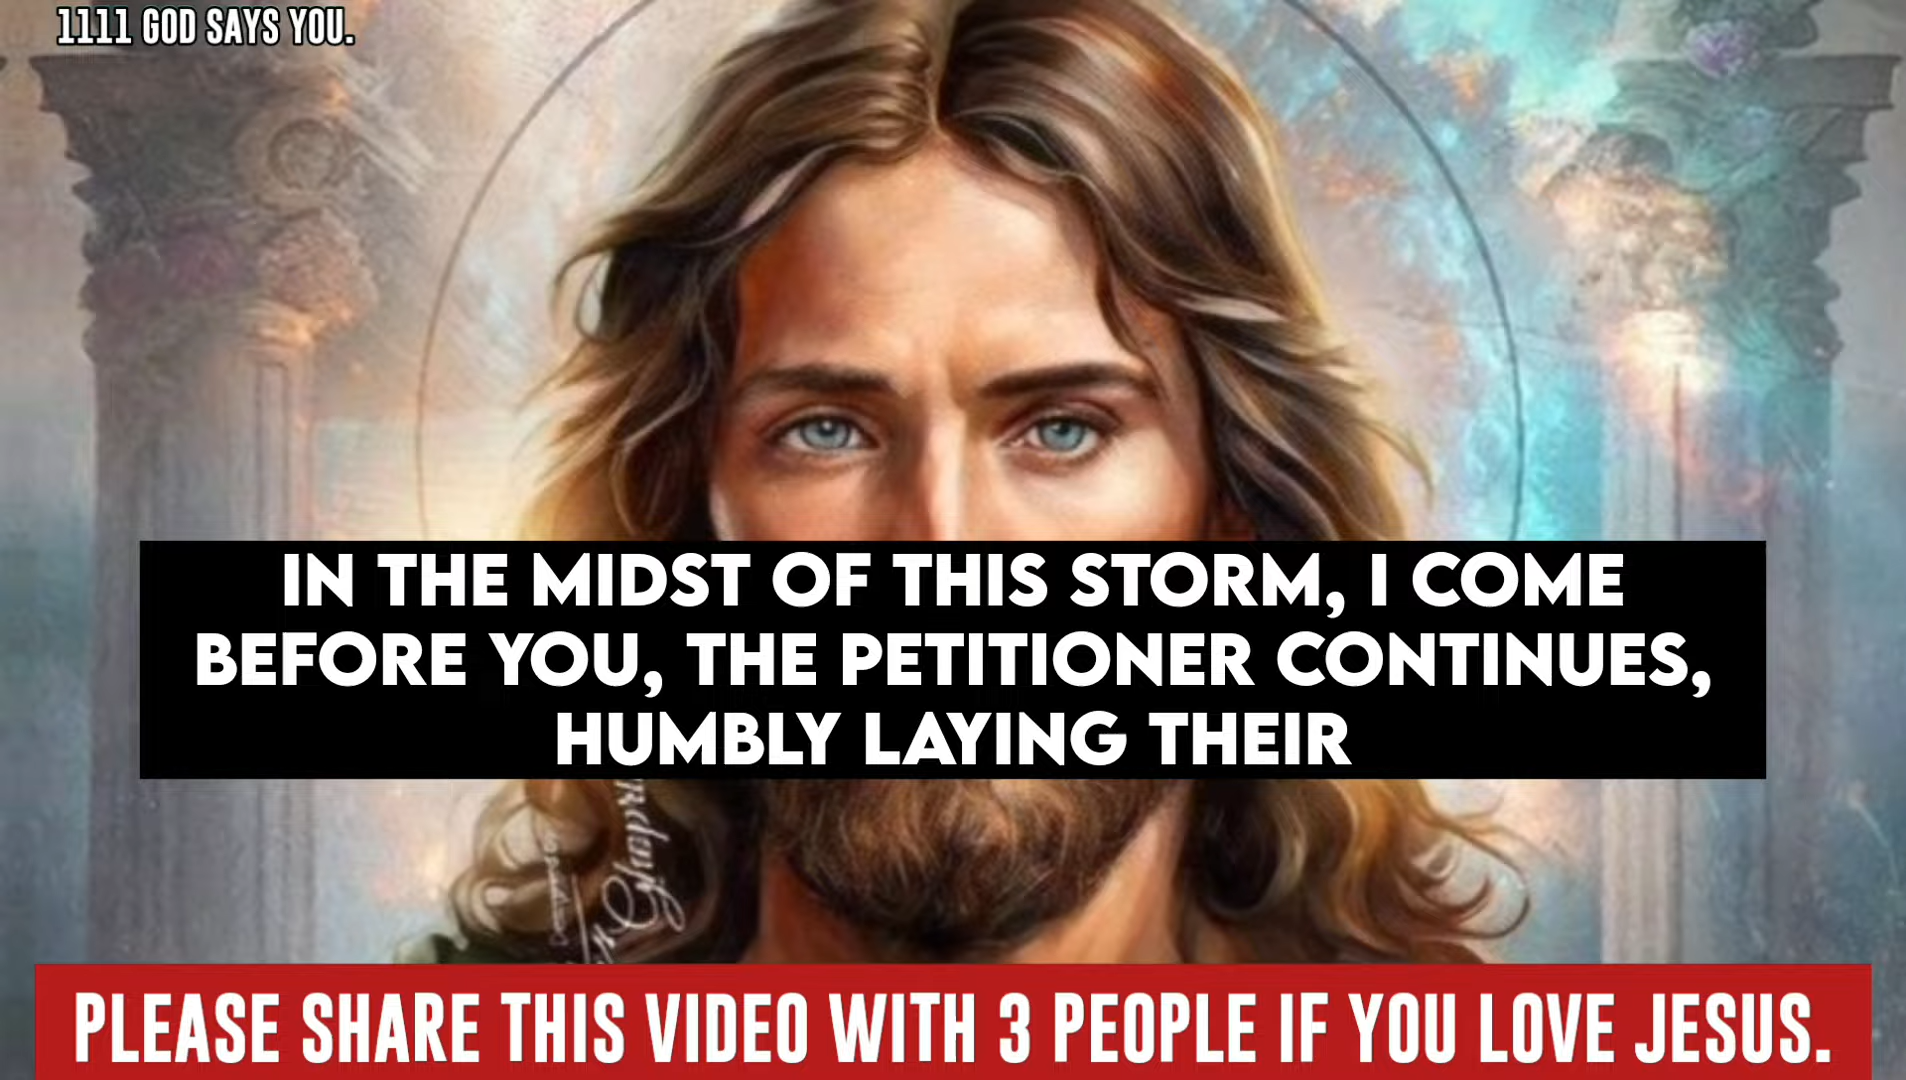 1111 GOD SAYS YOU.
IN THE MIDST OF THIS STORM, I COME
BEFORE YOU, THE PETITIONER CONTINUES,
HUMBLY LAYING THEIR
PLEASE SHARE THIS VIDEO WITH 3 PEOPLE IF YOU LOVE JESUS.